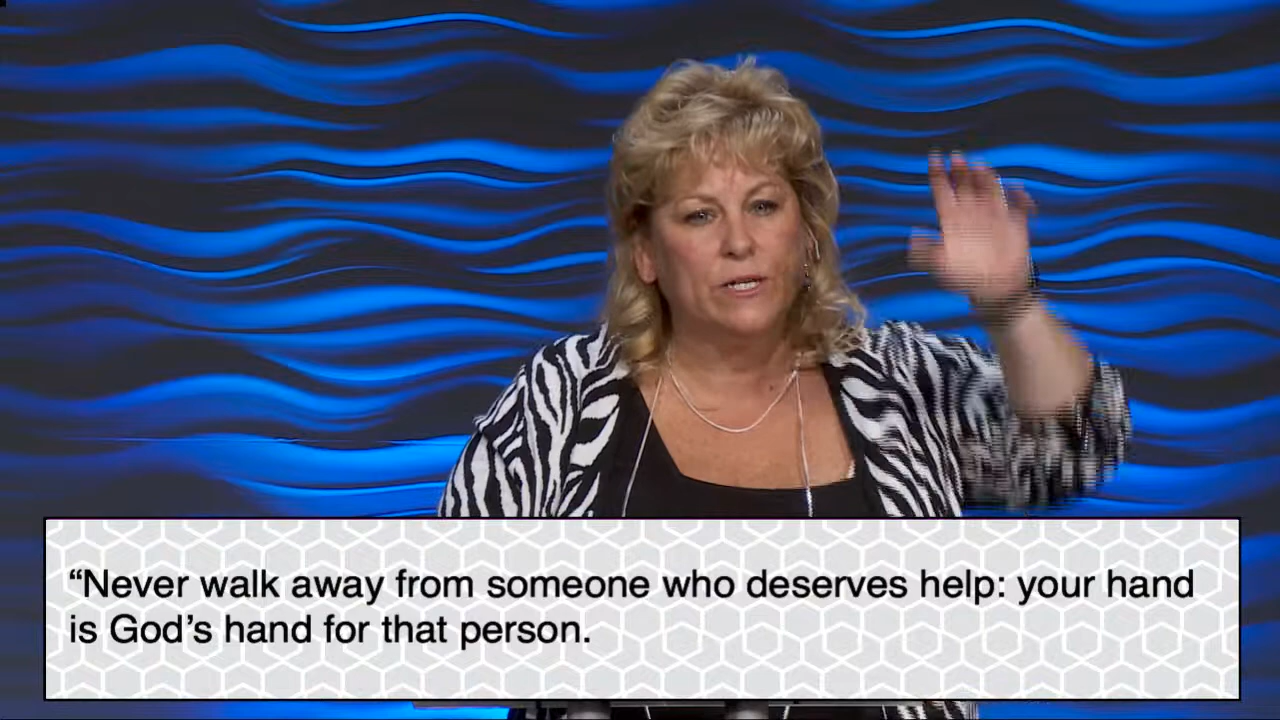 “Never walk away from someone who deserves help: your hand
is God’s hand for that person.